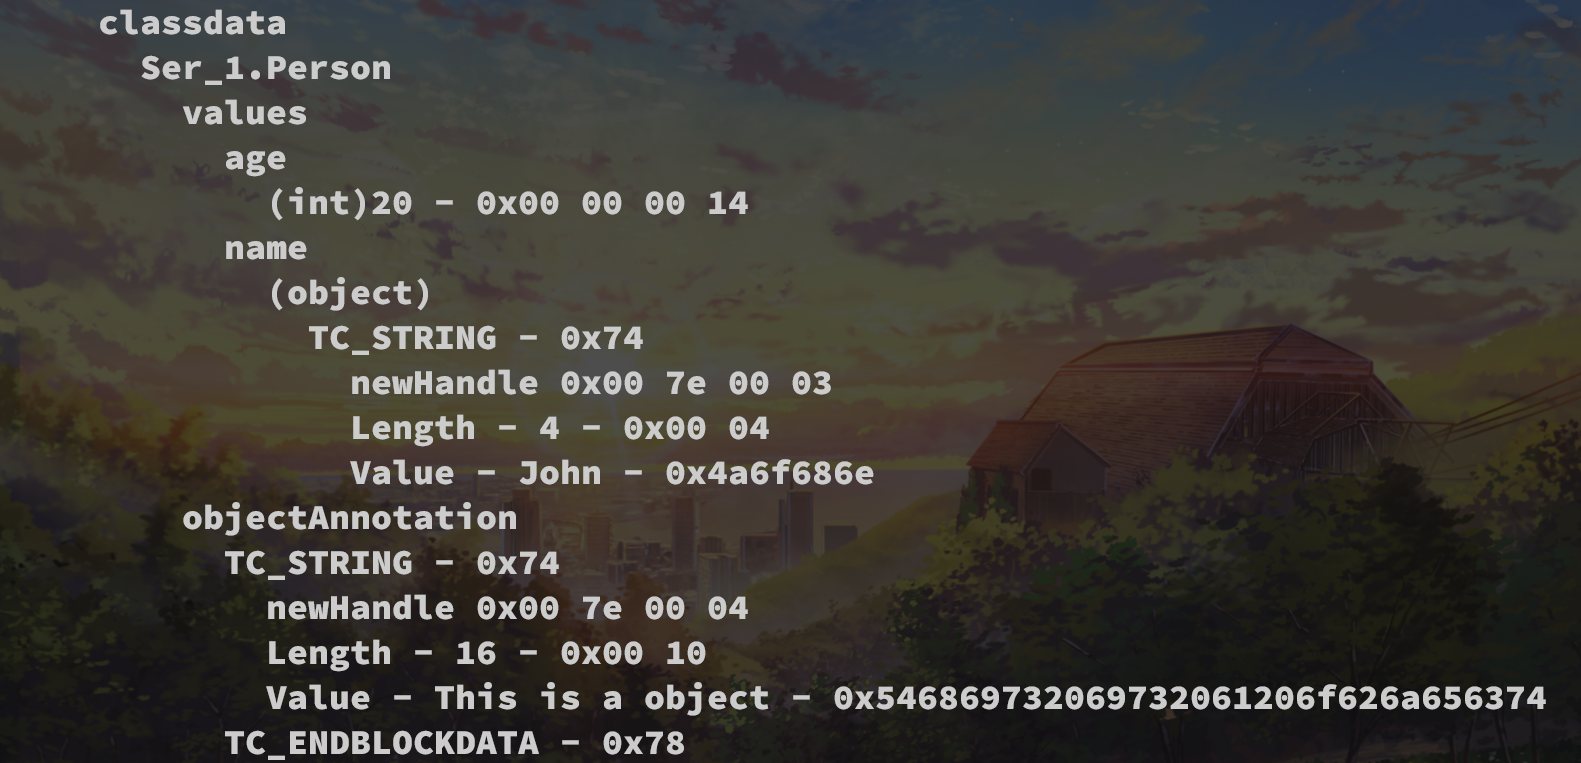 classdata
Ser_1.Person
values
age
(int)20 - 0x00 00 00 14
name
(object)
TC_STRING - 0x74
newHandle 0x00 7e 00 03
Length - 4 - 0x00 04
Value - John - 0x4a6f686e
objectAnnotation
TC_STRING - 0x74
newHandle 0x00 7e 00 04
Length - 16 - 0x00 10
Value - This is a object - 0x546869732069732061206f626a656374
TC_ENDBLOCKDATA - 0x78